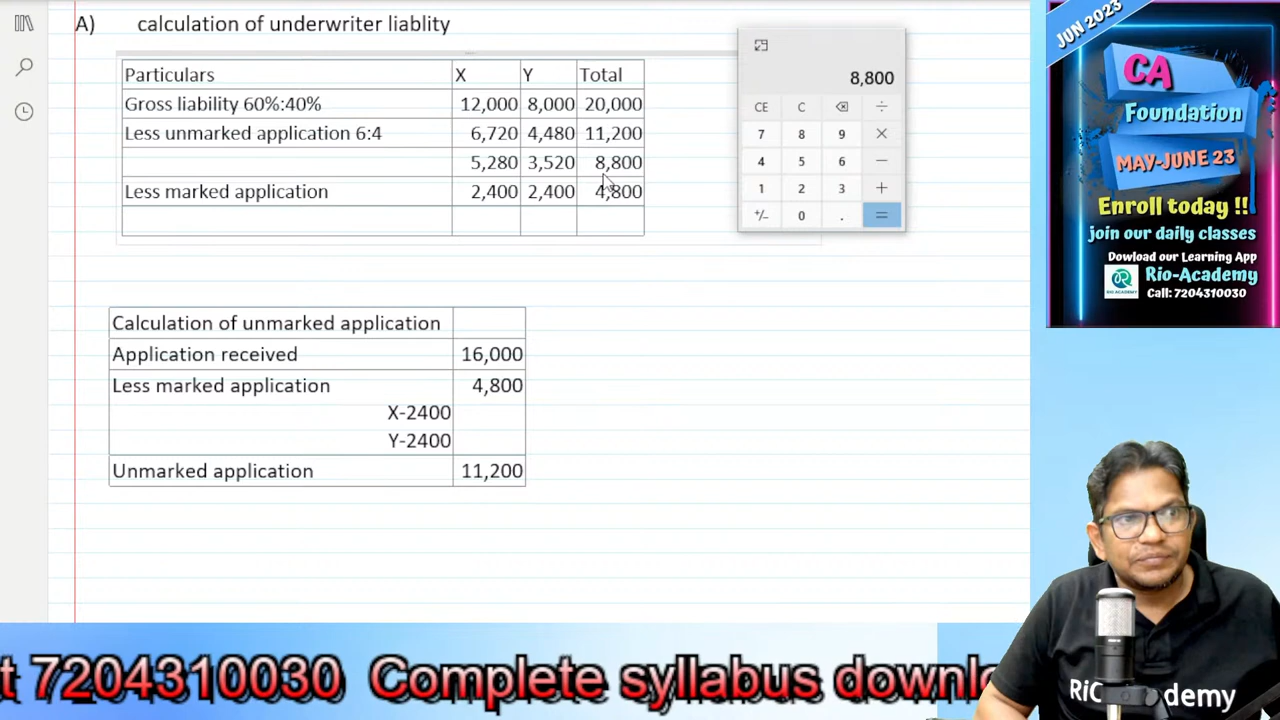 A) calculation of underwriter liablity
Particulars X Y Total
Gross liability 60%:40% 12,000 8,000 20,000
Less unmarked application 6:4 6,720 4,480 11,200
5,280 3,520 8,800
Less marked application 2,400 2,400 4,800
8,800
CE C ⌫ ÷
7 8 9 ×
4 5 6 −
1 2 3 +
+/− 0 . =
Calculation of unmarked application
Application received 16,000
Less marked application 4,800
X-2400
Y-2400
Unmarked application 11,200
JUN 2023
CA
Foundation
MAY-JUNE 23
Enroll today !!
join our daily classes
Dowload our Learning App
RIO ACADEMY
Rio-Academy
Call: 7204310030
t 7204310030 Complete syllabus downlo
RiO demy